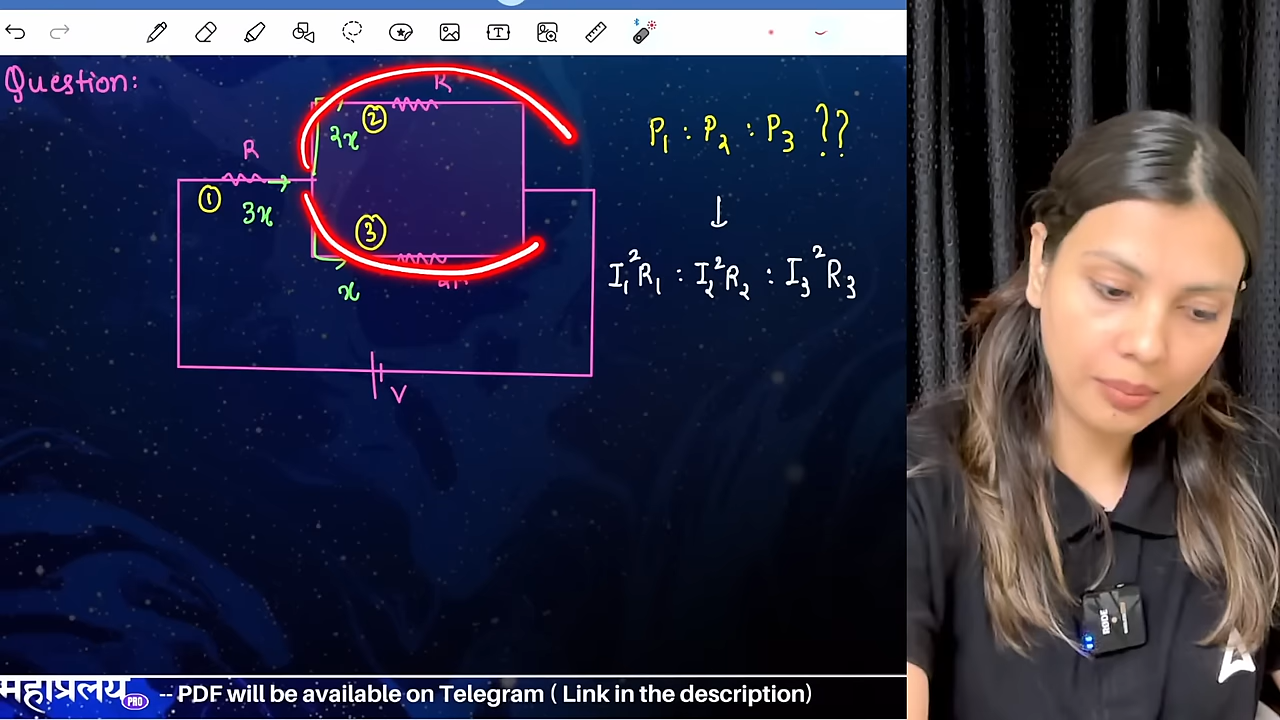 Question:
R
② 2x
R
① 3x
③
x
V
P₁ : P₂ : P₃ ??
↓
I₁²R₁ : I₂²R₂ : I₃²R₃
महाप्रलय PRO -- PDF will be available on Telegram ( Link in the description)
RODE